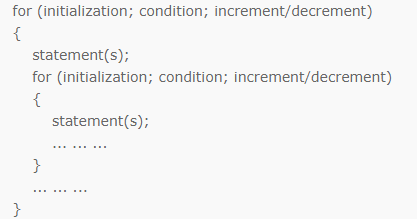 for (initialization; condition; increment/decrement)
{
statement(s);
for (initialization; condition; increment/decrement)
{
statement(s);
... ... ...
}
... ... ...
}